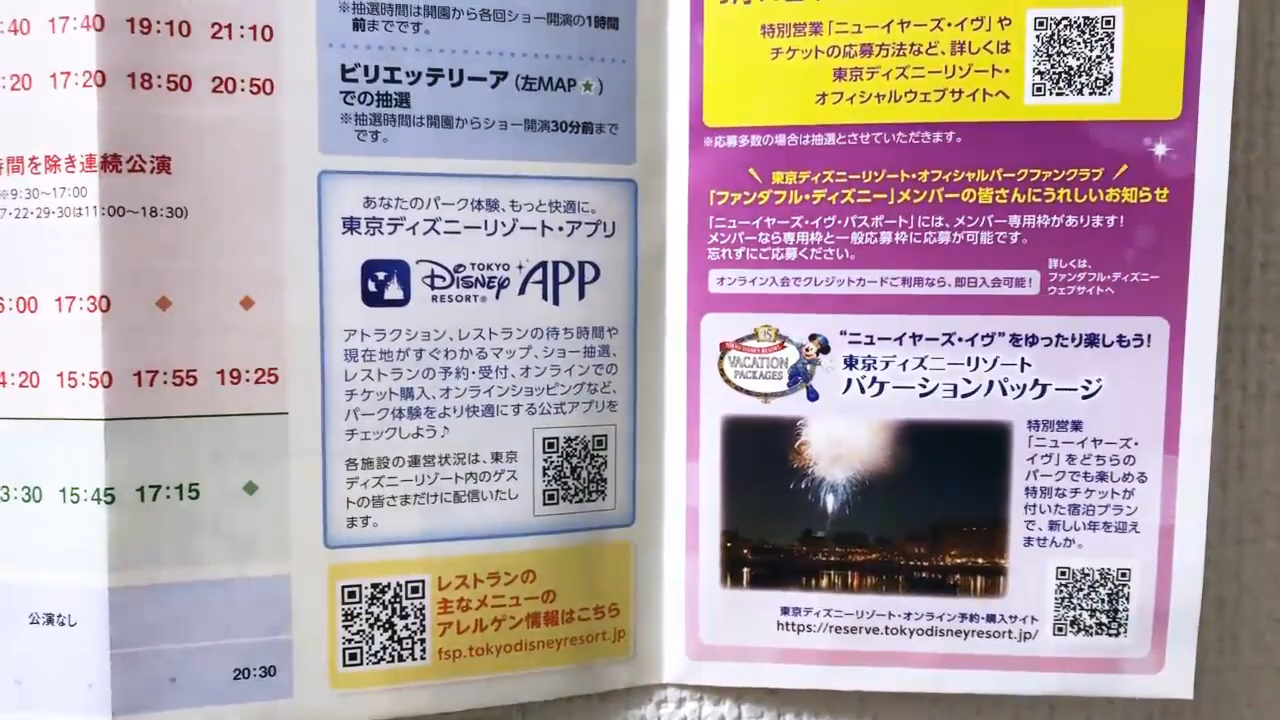 :40 17:40 19:10 21:10
:20 17:20 18:50 20:50
時間を除き連続公演
※9:30～17:00
7・22・29・30は11:00～18:30)
6:00 17:30 ◆ ◆
4:20 15:50 17:55 19:25
3:30 15:45 17:15 ◆
公演なし
20:30
※抽選時間は開園から各回ショー開演の1時間
前までです。
ビリエッテリーア（左MAP★）
での抽選
※抽選時間は開園からショー開演30分前まで
です。
あなたのパーク体験、もっと快適に。
東京ディズニーリゾート・アプリ
TOKYO
Disney APP
RESORT®
アトラクション、レストランの待ち時間や
現在地がすぐわかるマップ、ショー抽選、
レストランの予約・受付、オンラインでの
チケット購入、オンラインショッピングなど、
パーク体験をより快適にする公式アプリを
チェックしよう♪
各施設の運営状況は、東京
ディズニーリゾート内のゲス
トの皆さまだけに配信いたし
ます。
レストランの
主なメニューの
アレルゲン情報はこちら
fsp.tokyodisneyresort.jp
特別営業「ニューイヤーズ・イヴ」や
チケットの応募方法など、詳しくは
東京ディズニーリゾート・
オフィシャルウェブサイトへ
※応募多数の場合は抽選とさせていただきます。
東京ディズニーリゾート・オフィシャルパークファンクラブ
「ファンダフル・ディズニー」メンバーの皆さんにうれしいお知らせ
「ニューイヤーズ・イヴ・パスポート」には、メンバー専用枠があります！
メンバーなら専用枠と一般応募枠に応募が可能です。
忘れずにご応募ください。
オンライン入会でクレジットカードご利用なら、即日入会可能！
詳しくは、
ファンダフル・ディズニー
ウェブサイトへ
35
TOKYO DISNEY RESORT
VACATION
PACKAGES
“ニューイヤーズ・イヴ”をゆったり楽しもう！
東京ディズニーリゾート
バケーションパッケージ
特別営業
「ニューイヤーズ・
イヴ」をどちらの
パークでも楽しめる
特別なチケットが
付いた宿泊プラン
で、新しい年を迎え
ませんか。
東京ディズニーリゾート・オンライン予約・購入サイト
https://reserve.tokyodisneyresort.jp/